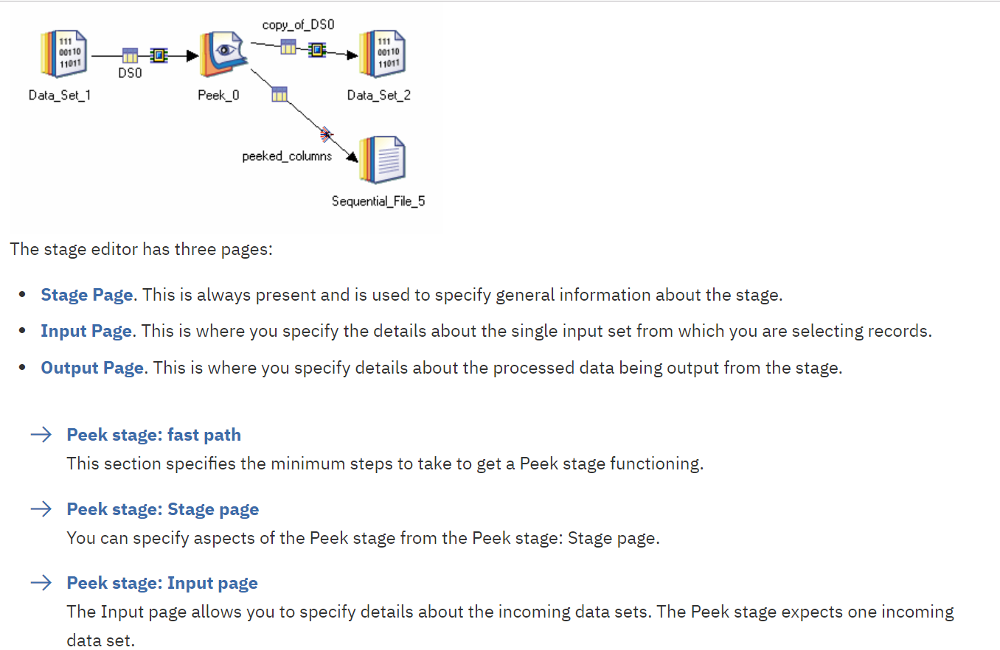 copy_of_DS0
111
00110
11011
111
00110
11011
DS0
Data_Set_1
Peek_0
Data_Set_2
peeked_columns
Sequential_File_5
The stage editor has three pages:
• Stage Page. This is always present and is used to specify general information about the stage.
• Input Page. This is where you specify the details about the single input set from which you are selecting records.
• Output Page. This is where you specify details about the processed data being output from the stage.
→ Peek stage: fast path
This section specifies the minimum steps to take to get a Peek stage functioning.
→ Peek stage: Stage page
You can specify aspects of the Peek stage from the Peek stage: Stage page.
→ Peek stage: Input page
The Input page allows you to specify details about the incoming data sets. The Peek stage expects one incoming
data set.